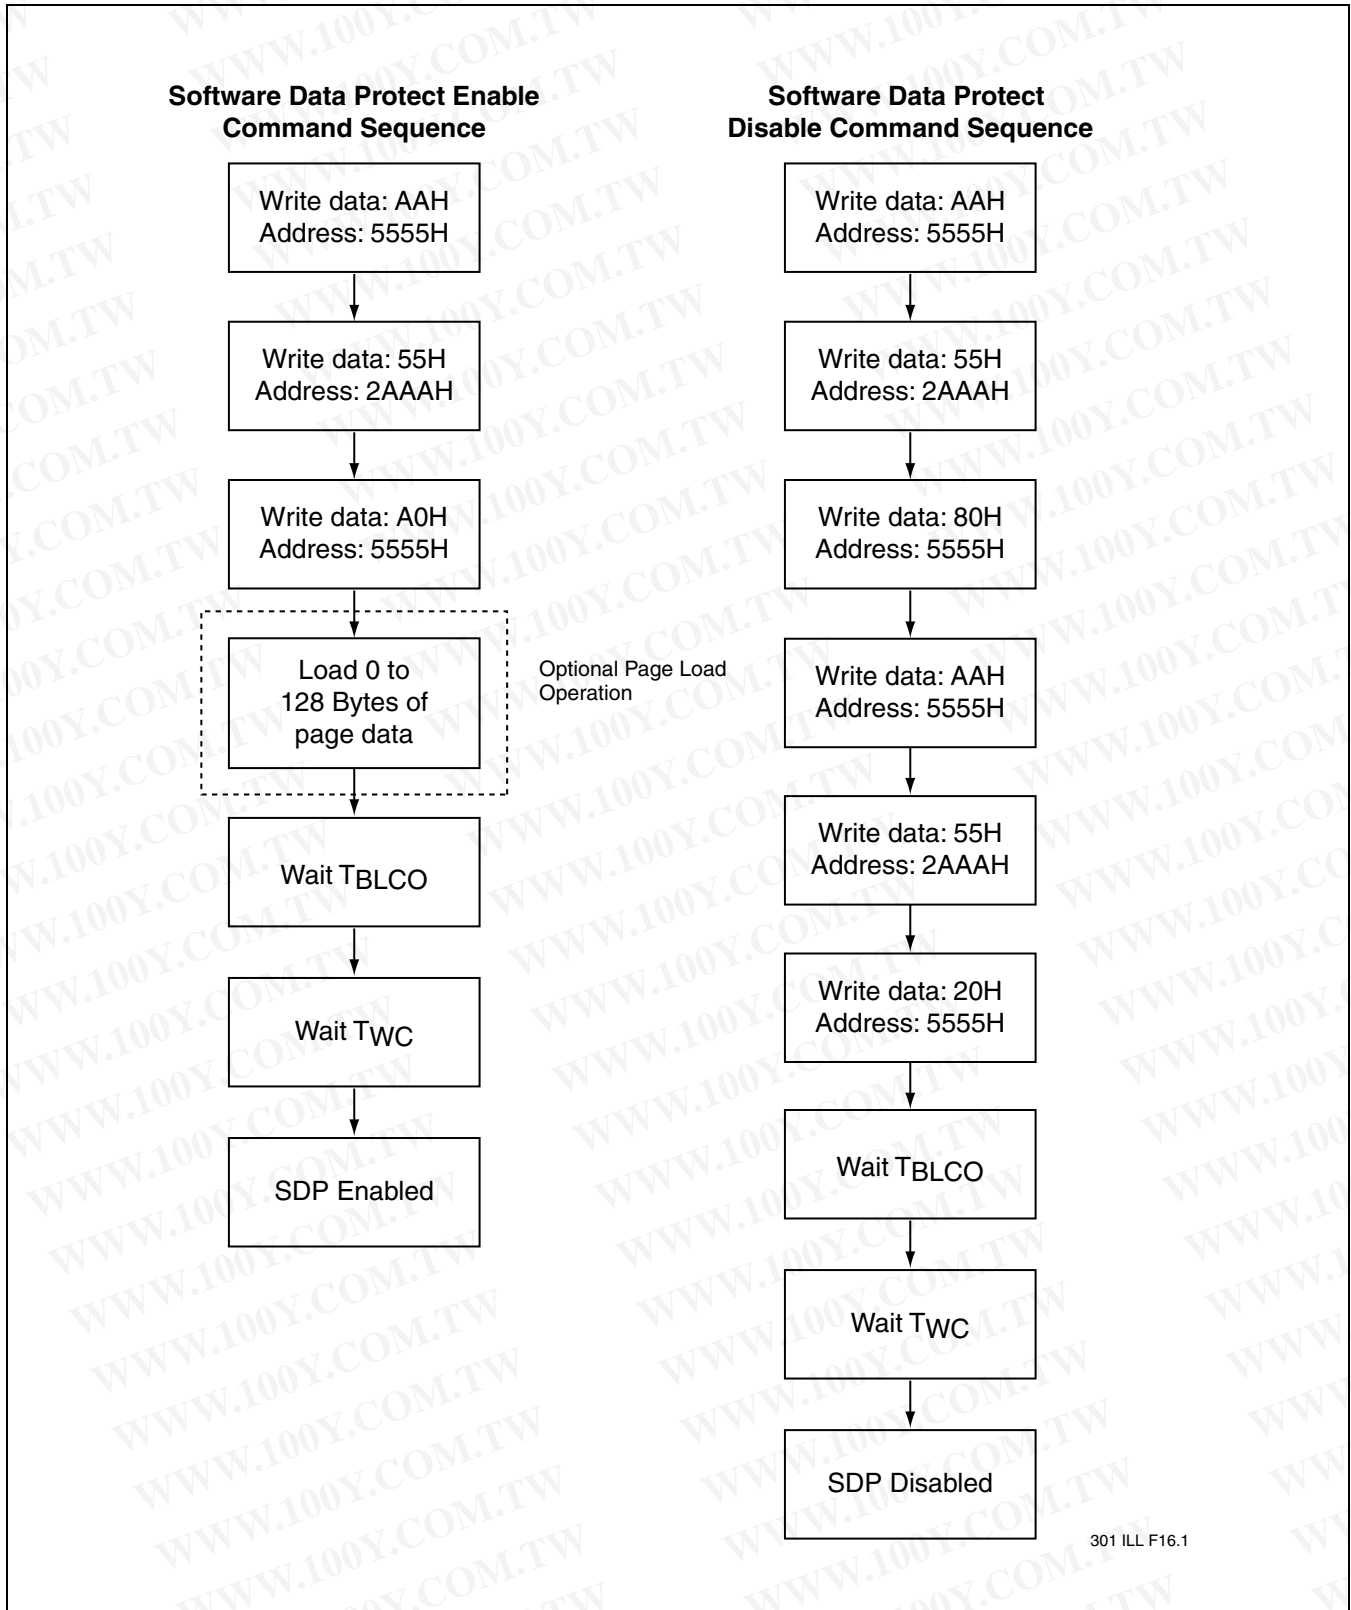 Software Data Protect Enable
Command Sequence
Write data: AAH
Address: 5555H
Write data: 55H
Address: 2AAAH
Write data: A0H
Address: 5555H
Load 0 to
128 Bytes of
page data
Optional Page Load
Operation
Wait TBLCO
Wait TWC
SDP Enabled
Software Data Protect
Disable Command Sequence
Write data: AAH
Address: 5555H
Write data: 55H
Address: 2AAAH
Write data: 80H
Address: 5555H
Write data: AAH
Address: 5555H
Write data: 55H
Address: 2AAAH
Write data: 20H
Address: 5555H
Wait TBLCO
Wait TWC
SDP Disabled
301 ILL F16.1
WWW.100Y.COM.TW